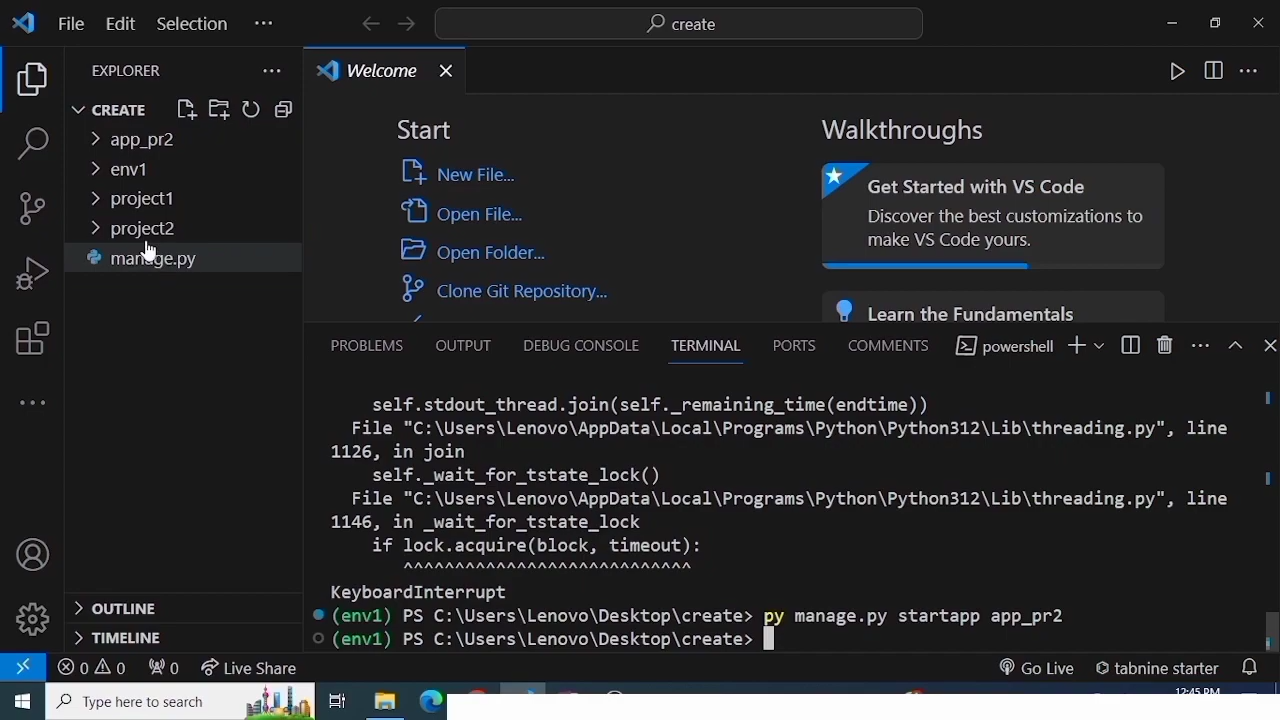 File Edit Selection ···
create
EXPLORER ···
CREATE
app_pr2
env1
project1
project2
manage.py
OUTLINE
TIMELINE
Welcome
Start
New File...
Open File...
Open Folder...
Clone Git Repository...
Walkthroughs
Get Started with VS Code
Discover the best customizations to
make VS Code yours.
Learn the Fundamentals
PROBLEMS OUTPUT DEBUG CONSOLE TERMINAL PORTS COMMENTS powershell
self.stdout_thread.join(self._remaining_time(endtime))
File "C:\Users\Lenovo\AppData\Local\Programs\Python\Python312\Lib\threading.py", line
1126, in join
self._wait_for_tstate_lock()
File "C:\Users\Lenovo\AppData\Local\Programs\Python\Python312\Lib\threading.py", line
1146, in _wait_for_tstate_lock
if lock.acquire(block, timeout):
^^^^^^^^^^^^^^^^^^^^^^^^^^^
KeyboardInterrupt
(env1) PS C:\Users\Lenovo\Desktop\create> py manage.py startapp app_pr2
(env1) PS C:\Users\Lenovo\Desktop\create>
0 0 0 Live Share Go Live tabnine starter
Type here to search
12:45 PM